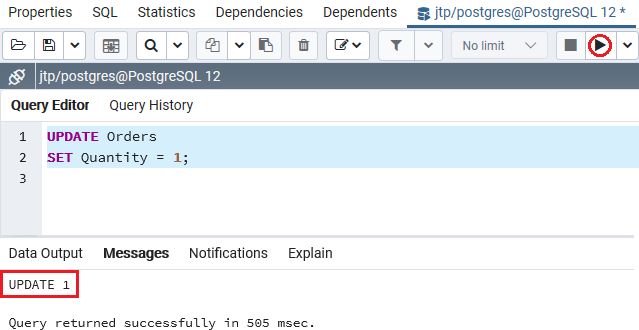 Properties SQL Statistics Dependencies Dependents jtp/postgres@PostgreSQL 12 *
No limit
jtp/postgres@PostgreSQL 12
Query Editor Query History
1 UPDATE Orders
2 SET Quantity = 1;
3
Data Output Messages Notifications Explain
UPDATE 1
Query returned successfully in 505 msec.